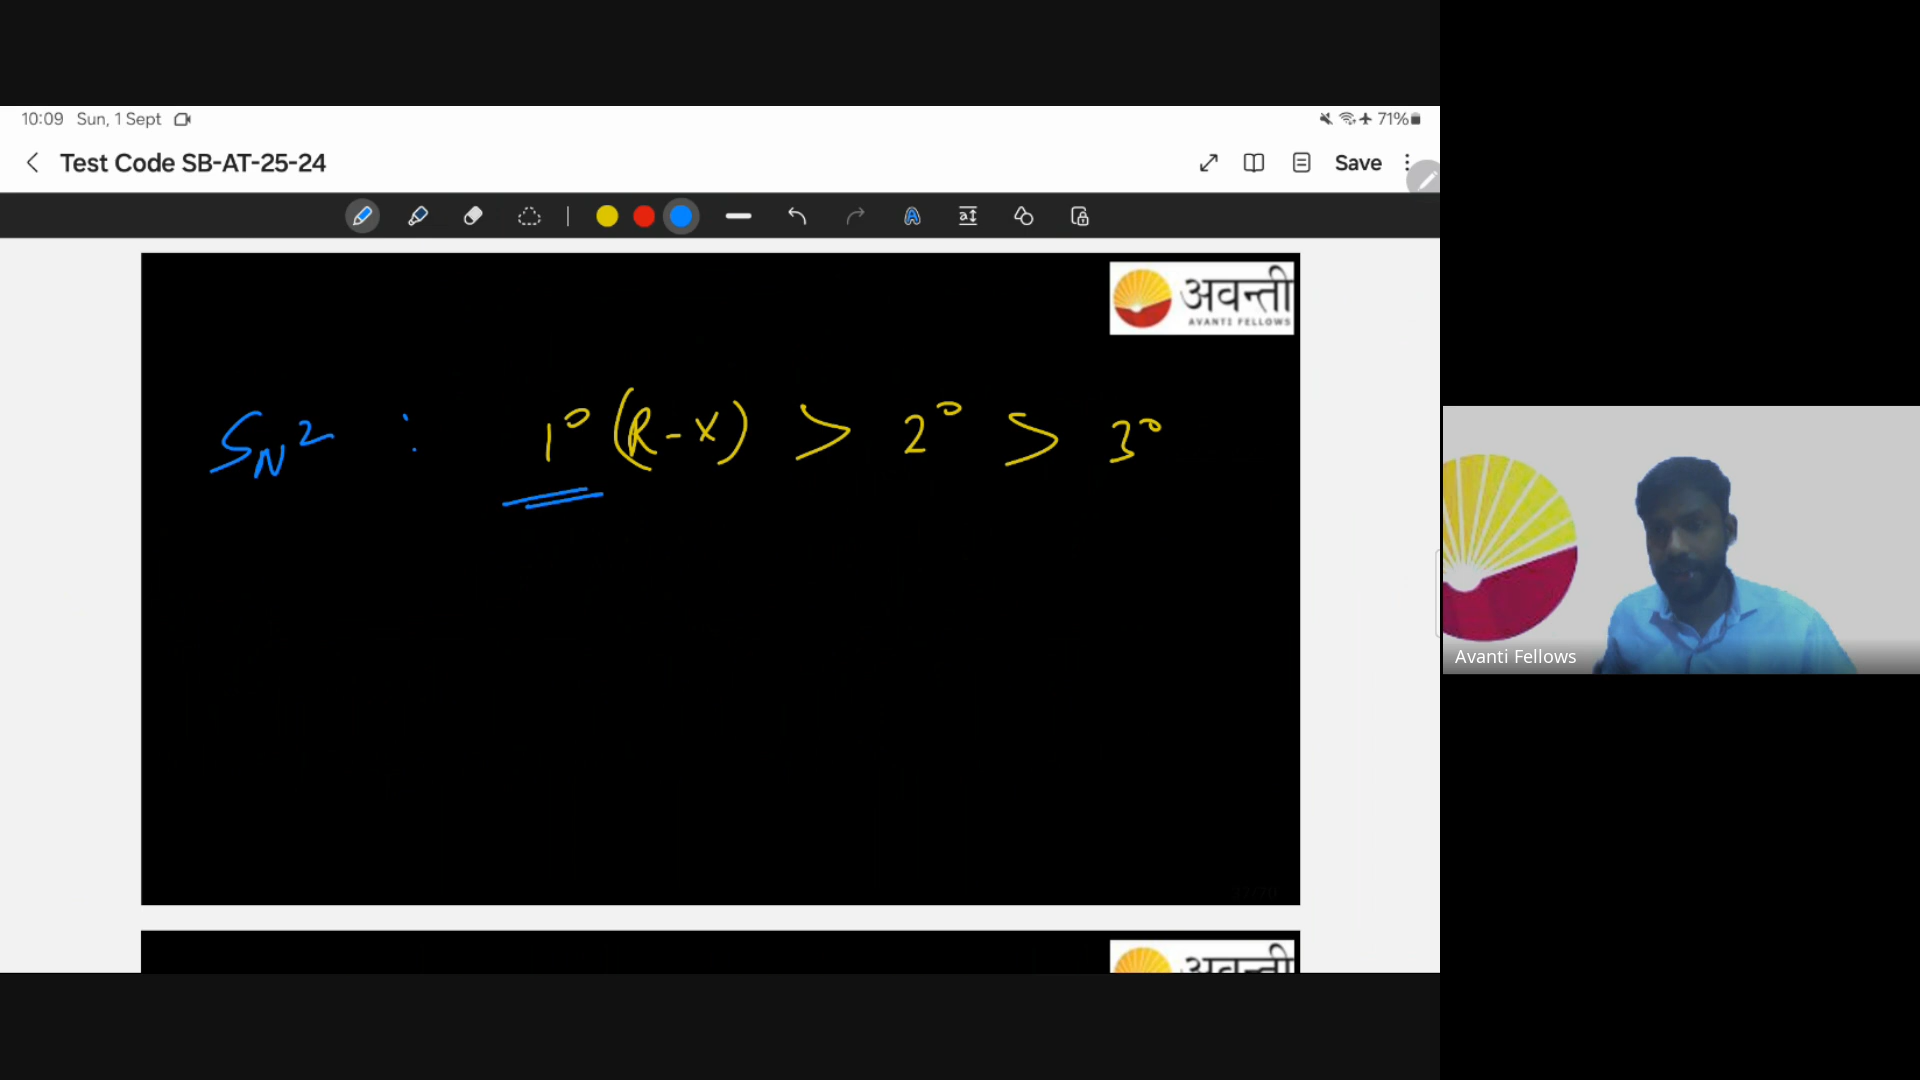 10:09 Sun, 1 Sept 71%
Test Code SB-AT-25-24 Save
अवन्ती
AVANTI FELLOWS
SN2 : 1° (R-X) > 2° > 3°
Avanti Fellows